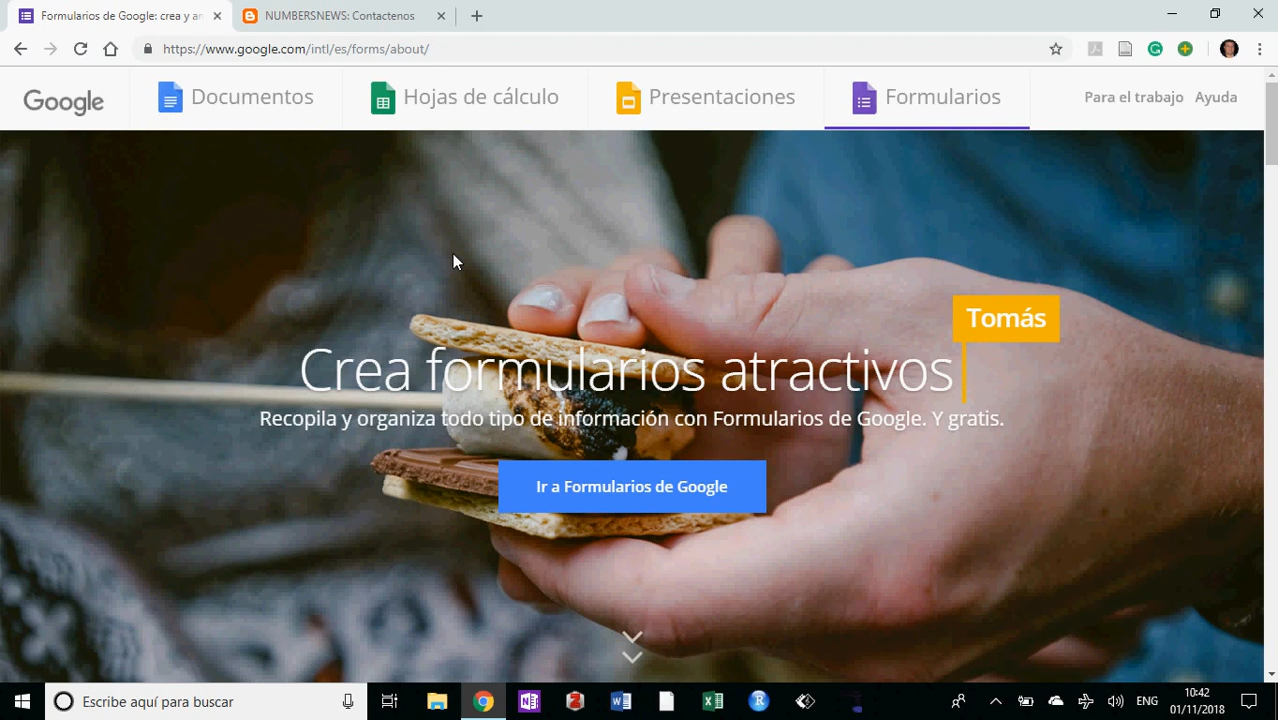 Formularios de Google: crea y an
NUMBERSNEWS: Contactenos
https://www.google.com/intl/es/forms/about/
Google
Documentos
Hojas de cálculo
Presentaciones
Formularios
Para el trabajo
Ayuda
Tomás
Crea formularios atractivos
Recopila y organiza todo tipo de información con Formularios de Google. Y gratis.
Ir a Formularios de Google
Escribe aquí para buscar
ENG
10:42
01/11/2018